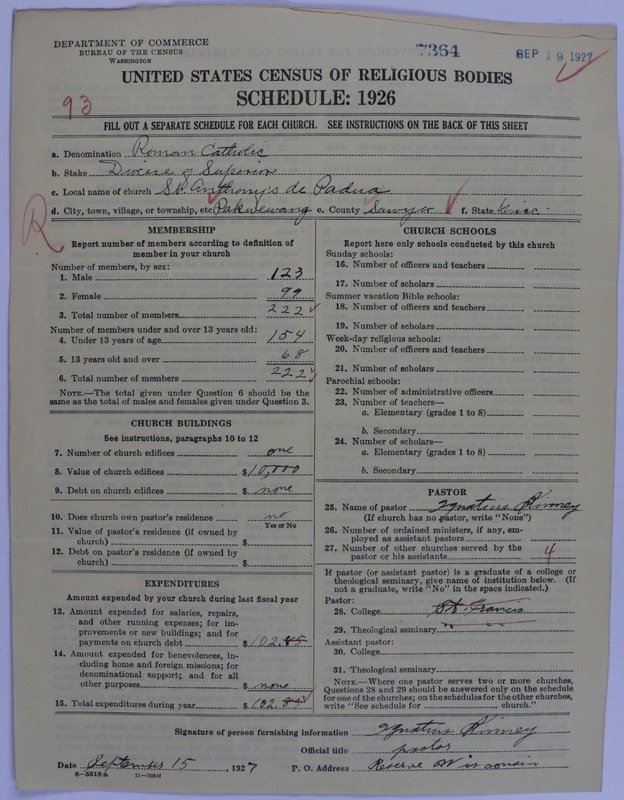 DEPARTMENT OF COMMERCE
BUREAU OF THE CENSUS
WASHINGTON
7364
SEP 19 1927
UNITED STATES CENSUS OF RELIGIOUS BODIES
SCHEDULE: 1926
93
FILL OUT A SEPARATE SCHEDULE FOR EACH CHURCH. SEE INSTRUCTIONS ON THE BACK OF THIS SHEET
a. Denomination Roman Catholic
b. Stake Diocese of Superior
c. Local name of church St. Anthony's de Padua
d. City, town, village, or township, etc. Pakwewang e. County Sawyer f. State Wisc.
R
MEMBERSHIP
Report number of members according to definition of
member in your church
Number of members, by sex:
1. Male 123
2. Female 99
3. Total number of members 222
Number of members under and over 13 years old:
4. Under 13 years of age 154
5. 13 years old and over 68
6. Total number of members 222
NOTE.—The total given under Question 6 should be
the same as the total of males and females given under Question 3.
CHURCH BUILDINGS
See instructions, paragraphs 10 to 12
7. Number of church edifices one
8. Value of church edifices $10,000
9. Debt on church edifices $ none
10. Does church own pastor's residence no
Yes or No
11. Value of pastor's residence (if owned by
church) $
12. Debt on pastor's residence (if owned by
church) $
EXPENDITURES
Amount expended by your church during last fiscal year
13. Amount expended for salaries, repairs,
and other running expenses; for im-
provements or new buildings; and for
payments on church debt $102.45
14. Amount expended for benevolences, in-
cluding home and foreign missions; for
denominational support; and for all
other purposes $ none
15. Total expenditures during year $102.
CHURCH SCHOOLS
Report here only schools conducted by this church
Sunday schools:
16. Number of officers and teachers
17. Number of scholars
Summer vacation Bible schools:
18. Number of officers and teachers
19. Number of scholars
Week-day religious schools:
20. Number of officers and teachers
21. Number of scholars
Parochial schools:
22. Number of administrative officers
23. Number of teachers—
a. Elementary (grades 1 to 8)
b. Secondary
24. Number of scholars—
a. Elementary (grades 1 to 8)
b. Secondary
PASTOR
25. Name of pastor Ignatius Kinney
(If church has no pastor, write "None")
26. Number of ordained ministers, if any, em-
ployed as assistant pastors
27. Number of other churches served by the
pastor or his assistants 4
If pastor (or assistant pastor) is a graduate of a college or
theological seminary, give name of institution below. (If
not a graduate, write "No" in the space indicated.)
Pastor:
28. College St. Francis
29. Theological seminary " "
Assistant pastor:
30. College
31. Theological seminary
NOTE.—Where one pastor serves two or more churches,
Questions 28 and 29 should be answered only on the schedule
for one of the churches; on the schedules for the other churches,
write "See schedule for church."
Signature of person furnishing information Ignatius Kinney
Official title pastor
Date September 15, 1927 P. O. Address Reserve Wisconsin
8—5518a 11—10541